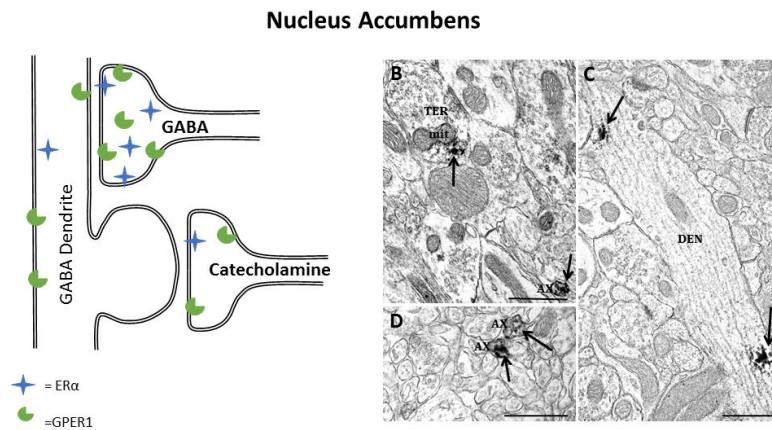 Nucleus Accumbens
GABA
GABA Dendrite
Catecholamine
= ERα
=GPER1
B
TER
mit
AX
C
DEN
D
AX
AX